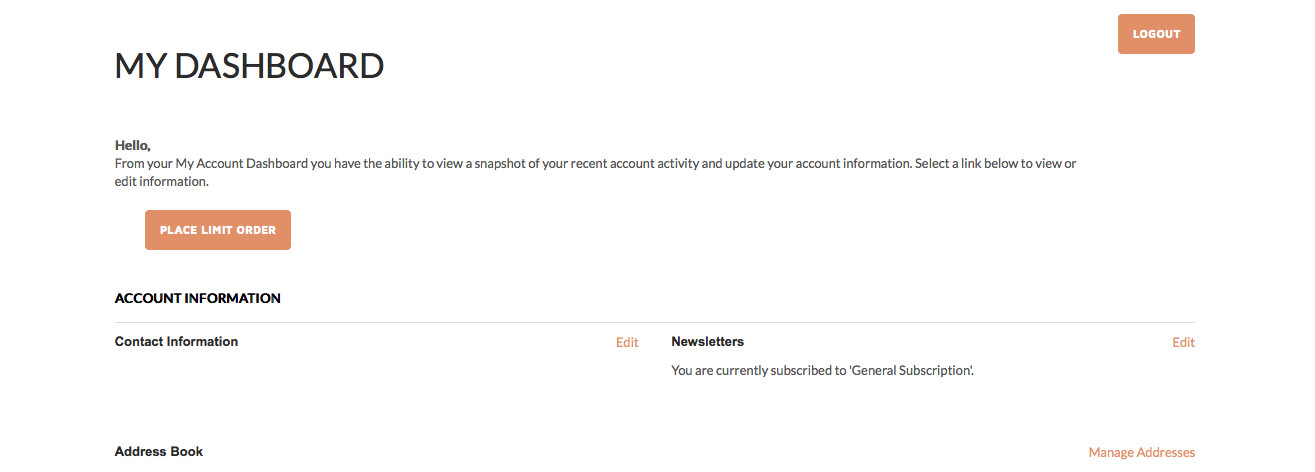 LOGOUT
MY DASHBOARD
Hello,
From your My Account Dashboard you have the ability to view a snapshot of your recent account activity and update your account information. Select a link below to view or
edit information.
PLACE LIMIT ORDER
ACCOUNT INFORMATION
Contact Information Edit
Newsletters Edit
You are currently subscribed to 'General Subscription'.
Address Book Manage Addresses